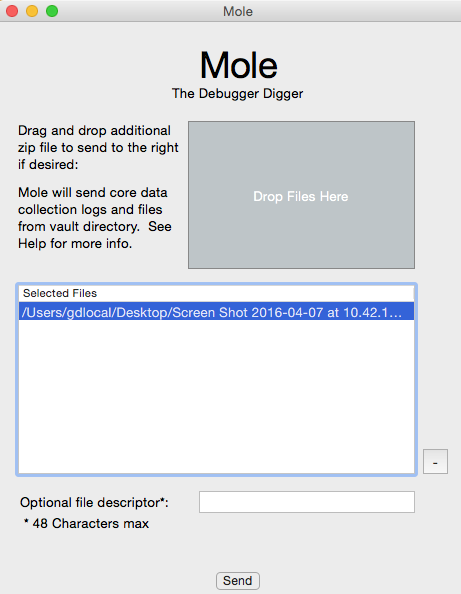 Mole
Mole
The Debugger Digger
Drag and drop additional
zip file to send to the right
if desired:
Mole will send core data
collection logs and files
from vault directory.  See
Help for more info.
Drop Files Here
Selected Files
/Users/gdlocal/Desktop/Screen Shot 2016-04-07 at 10.42.1...
-
Optional file descriptor*:
* 48 Characters max
Send